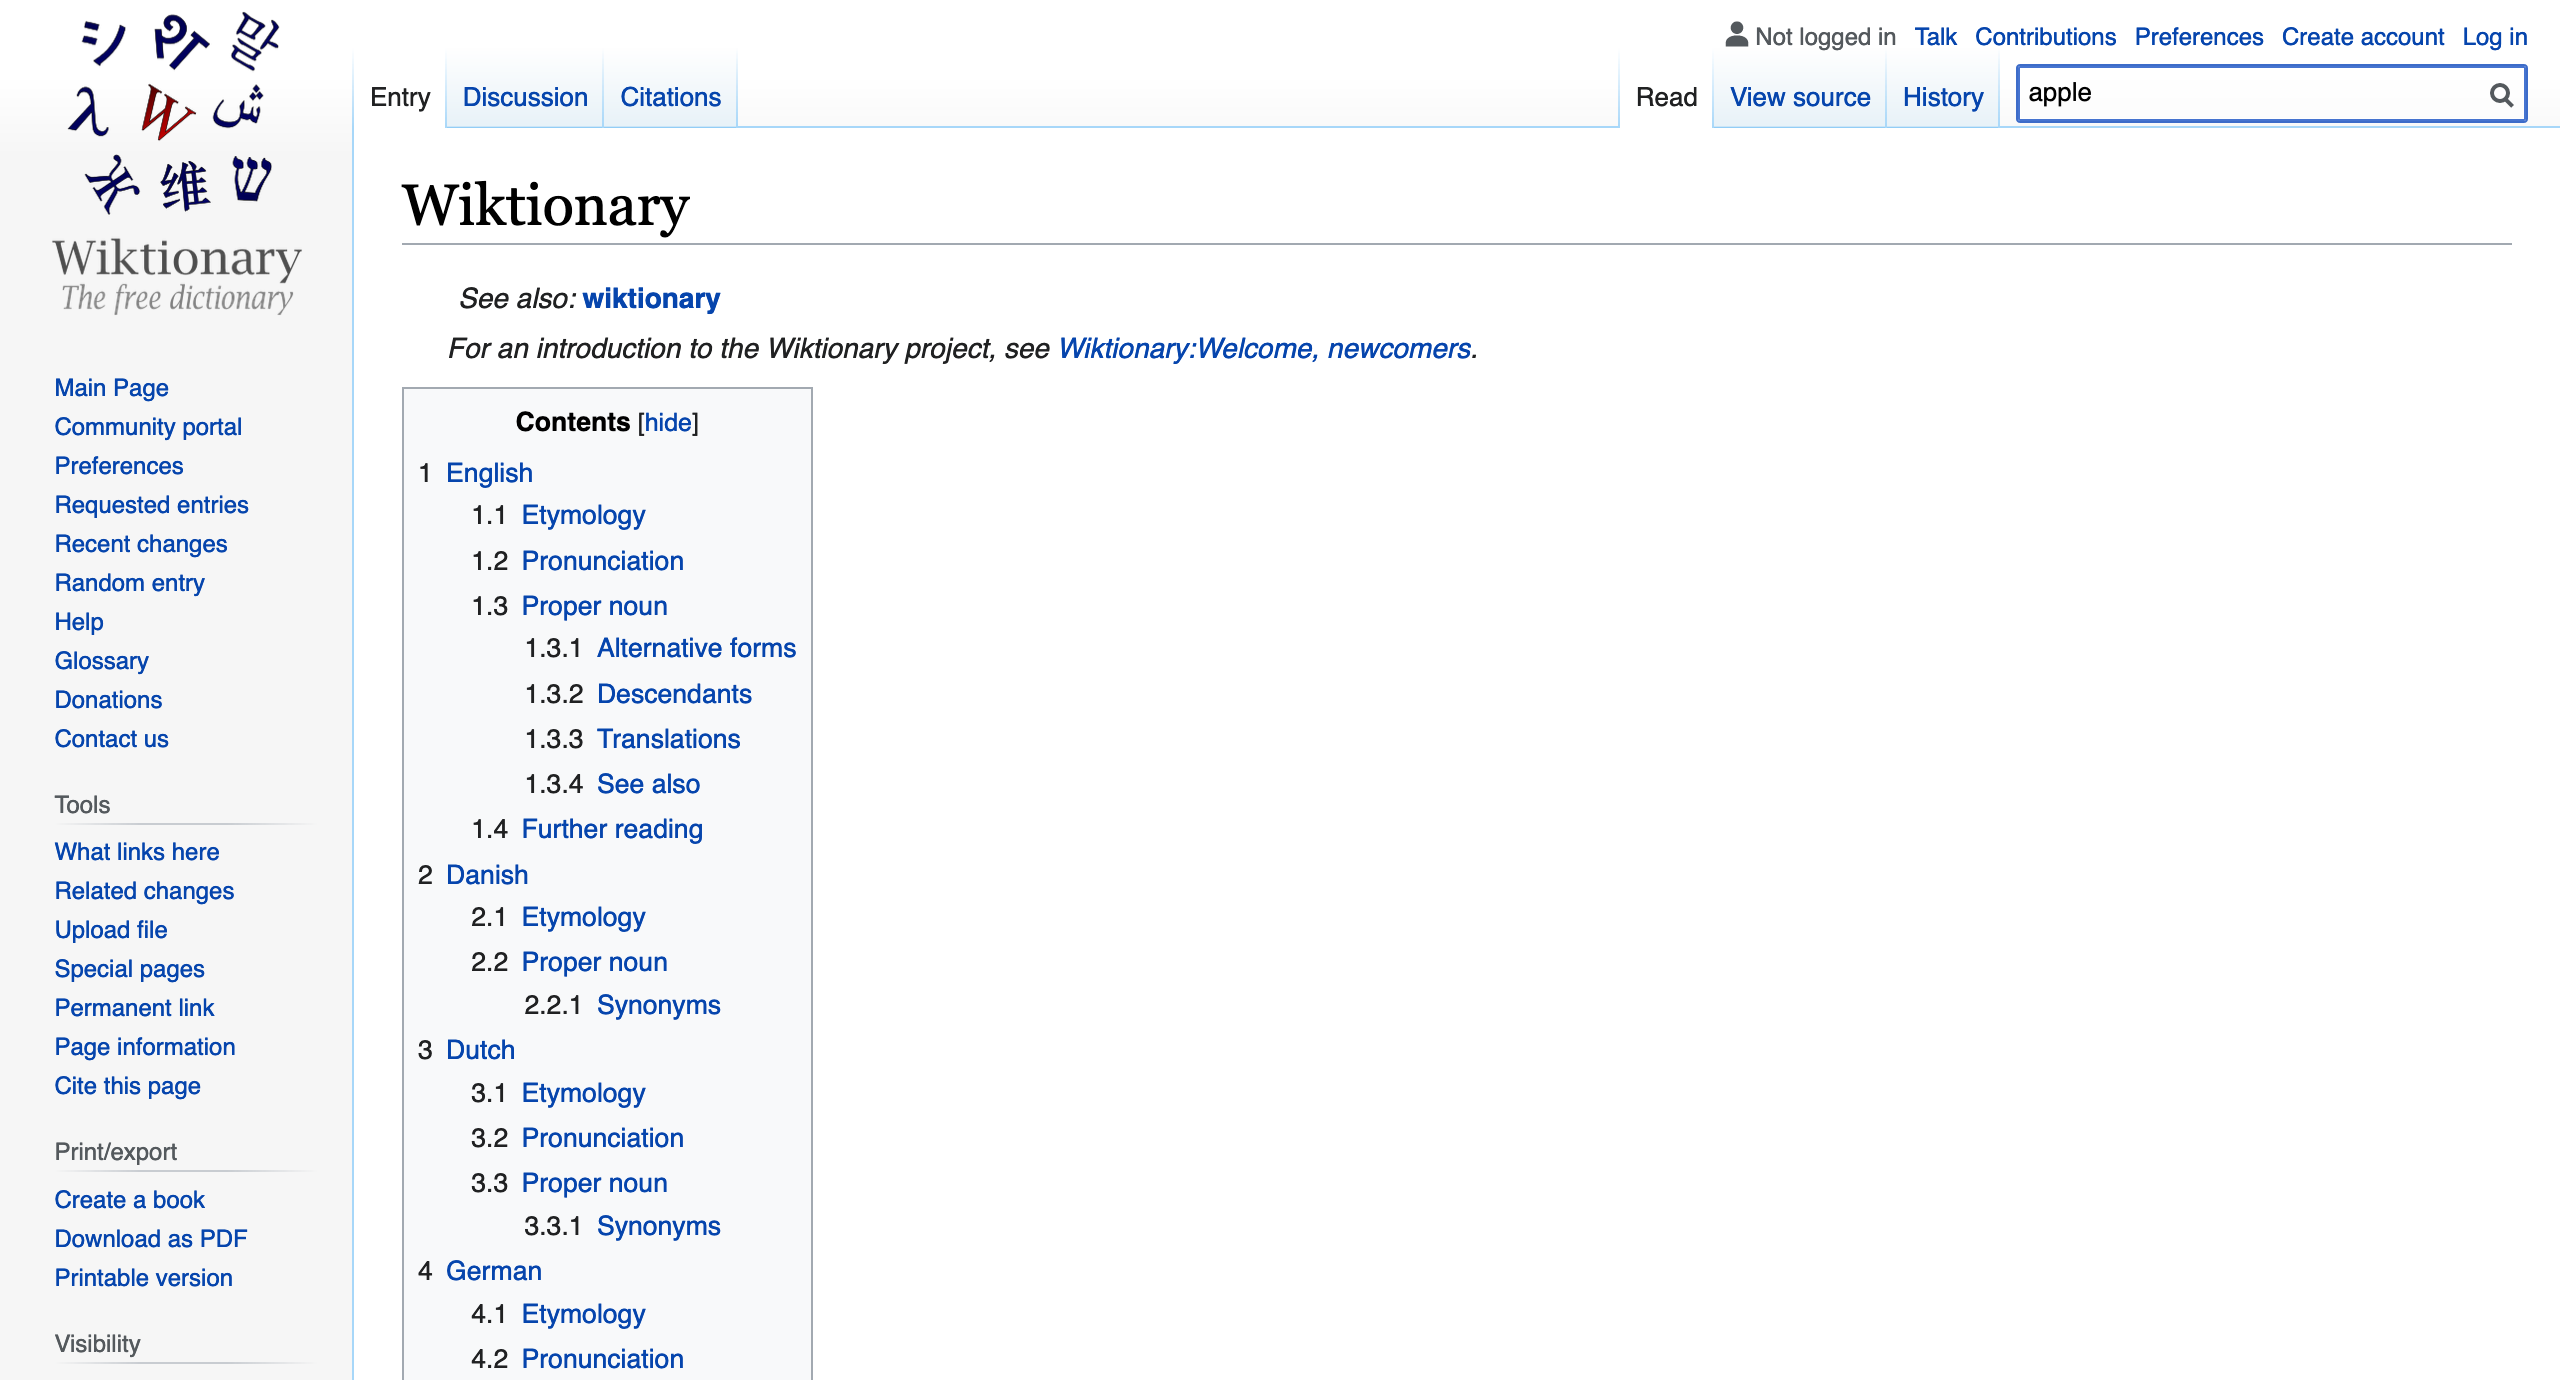 シ や 말
λ W ش
维 ש
Wiktionary
The free dictionary
Main Page
Community portal
Preferences
Requested entries
Recent changes
Random entry
Help
Glossary
Donations
Contact us
Tools
What links here
Related changes
Upload file
Special pages
Permanent link
Page information
Cite this page
Print/export
Create a book
Download as PDF
Printable version
Visibility
Not logged in Talk Contributions Preferences Create account Log in
Entry Discussion Citations Read View source History apple
Wiktionary
See also: wiktionary
For an introduction to the Wiktionary project, see Wiktionary:Welcome, newcomers.
Contents [hide]
1 English
1.1 Etymology
1.2 Pronunciation
1.3 Proper noun
1.3.1 Alternative forms
1.3.2 Descendants
1.3.3 Translations
1.3.4 See also
1.4 Further reading
2 Danish
2.1 Etymology
2.2 Proper noun
2.2.1 Synonyms
3 Dutch
3.1 Etymology
3.2 Pronunciation
3.3 Proper noun
3.3.1 Synonyms
4 German
4.1 Etymology
4.2 Pronunciation